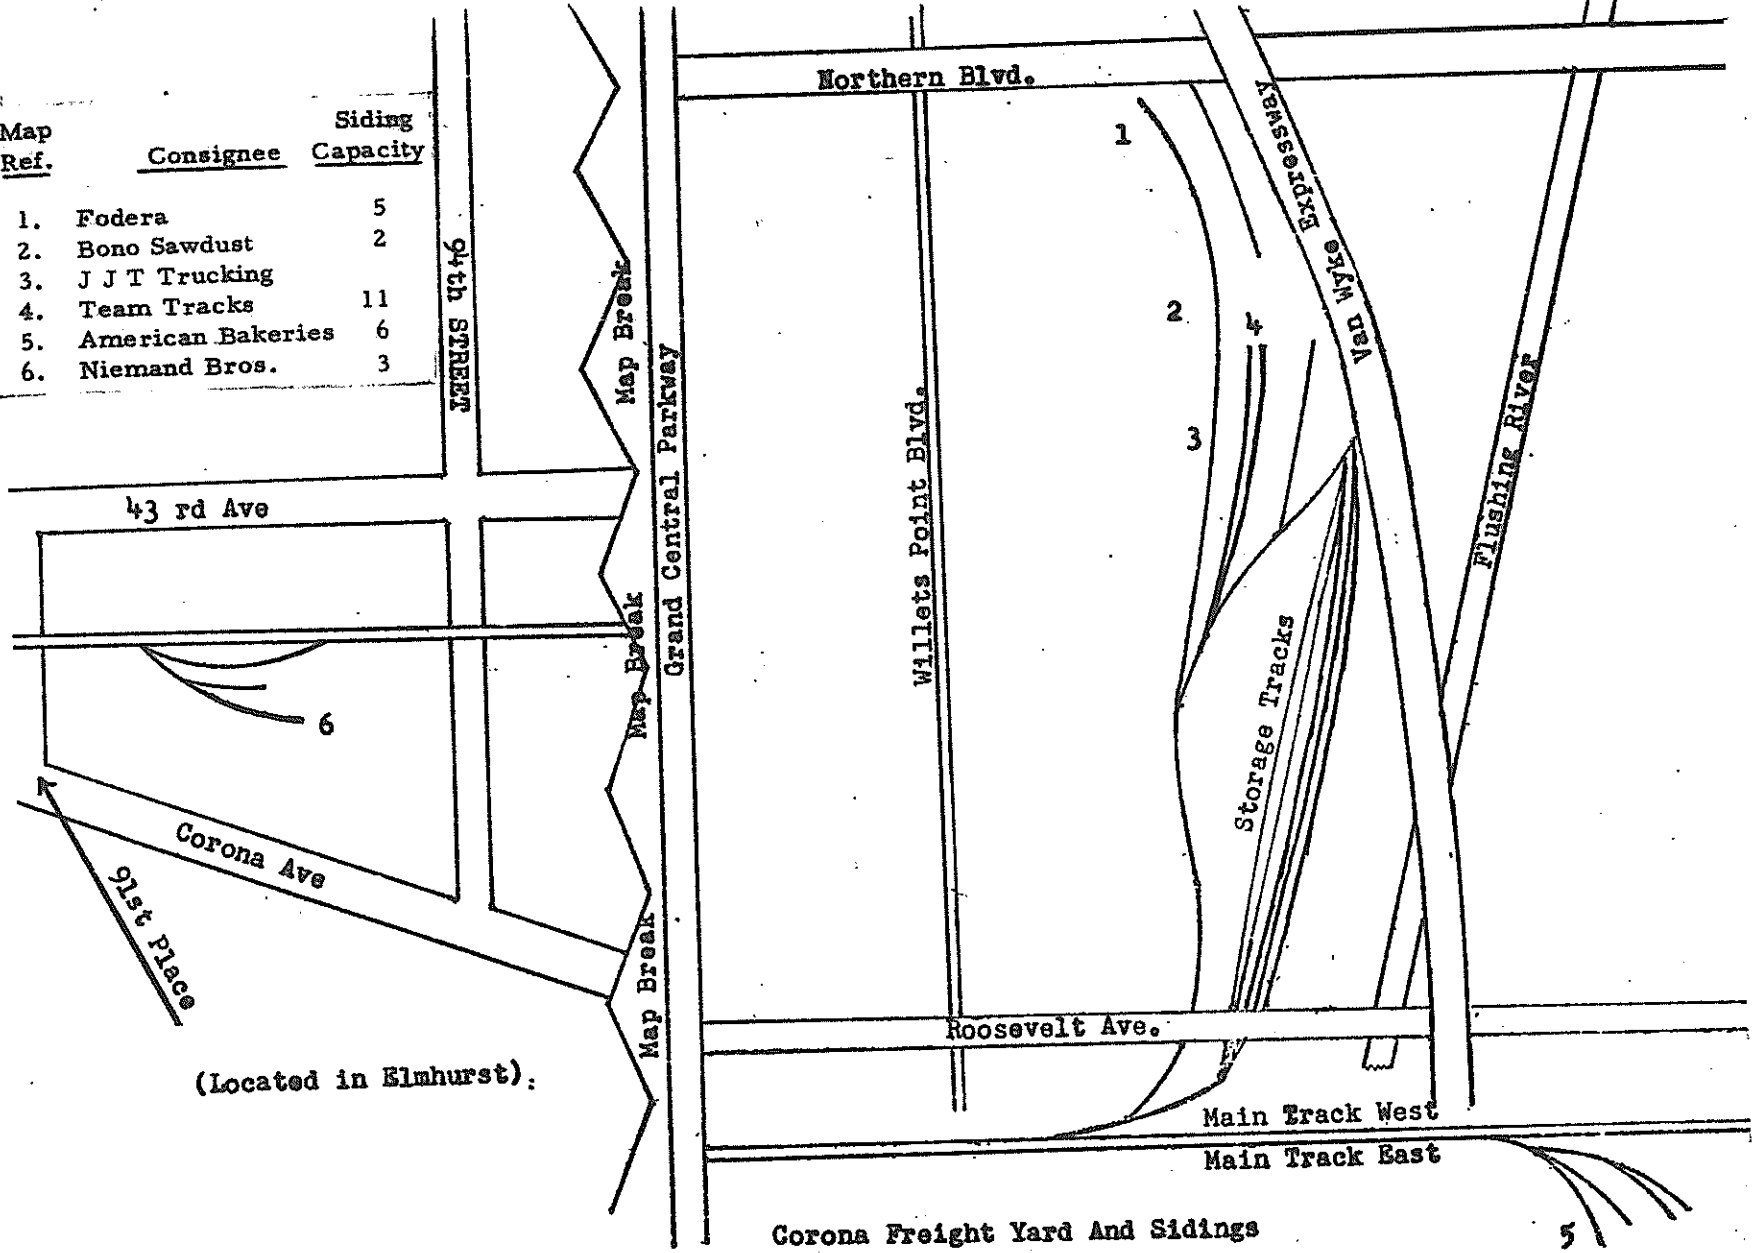 Map
Ref.
Consignee
Siding
Capacity
1. Fodera 5
2. Bono Sawdust 2
3. J J T Trucking
4. Team Tracks 11
5. American Bakeries 6
6. Niemand Bros. 3
94th STREET
43 rd Ave
6
Corona Ave
91st Place
(Located in Elmhurst).
Map Break
Map Break
Map Break
Grand Central Parkway
Northern Blvd.
Willets Point Blvd.
1
2
3
4
Van Wyke Expressway
Flushing River
Storage Tracks
Roosevelt Ave.
Main Track West
Main Track East
5
Corona Freight Yard And Sidings